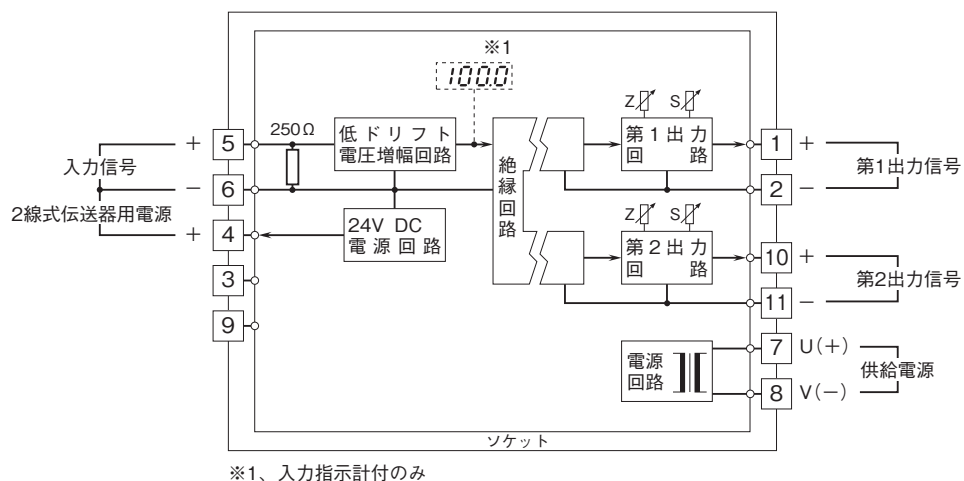 ※1
100.0
250Ω
低ドリフト
電圧増幅回路
絶縁回路
Z
S
第1出力
回路
5
+
入力信号
6
−
2線式伝送器用電源
4
+
24V DC
電源回路
3
9
1
+
第1出力信号
2
−
Z
S
第2出力
回路
10
+
第2出力信号
11
−
電源
回路
7
U(+)
供給電源
8
V(−)
ソケット
※1、入力指示計付のみ